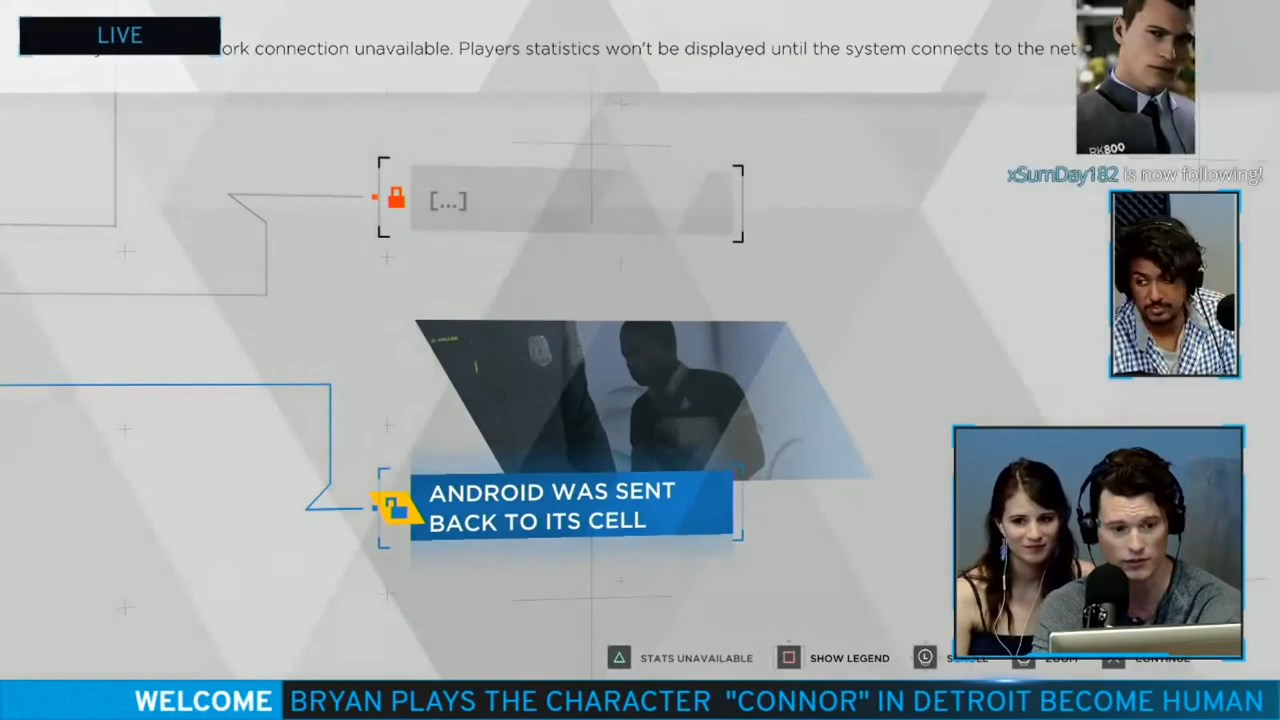 LIVE
ork connection unavailable. Players statistics won't be displayed until the system connects to the net
RK800
xSumDay182 is now following!
[...]
ANDROID WAS SENT
BACK TO ITS CELL
STATS UNAVAILABLE SHOW LEGEND L ZOOM CONTINUE
WELCOME BRYAN PLAYS THE CHARACTER "CONNOR" IN DETROIT BECOME HUMAN